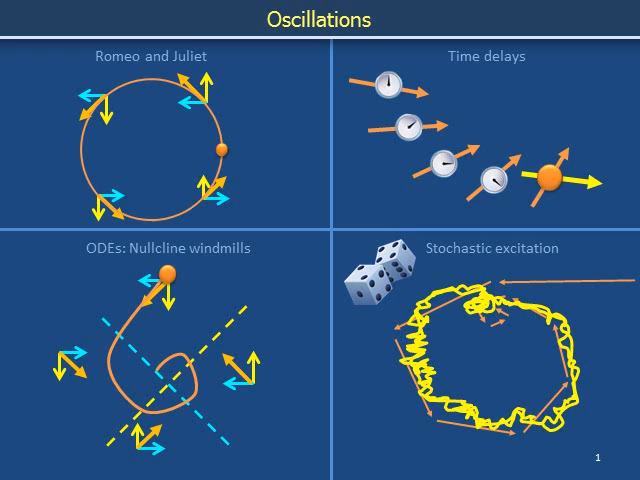 Oscillations
Romeo and Juliet
Time delays
ODEs: Nullcline windmills
Stochastic excitation
1